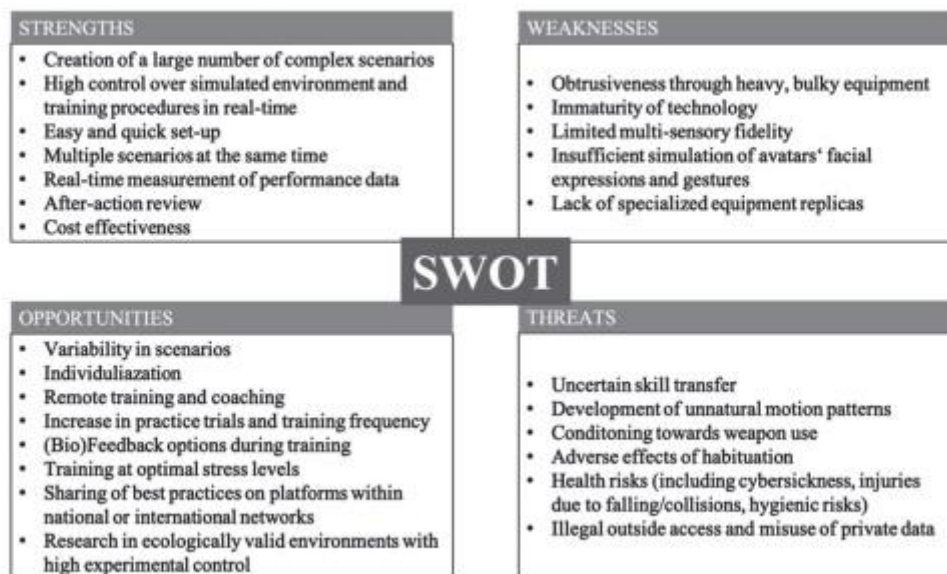 STRENGTHS
• Creation of a large number of complex scenarios
• High control over simulated environment and
training procedures in real-time
• Easy and quick set-up
• Multiple scenarios at the same time
• Real-time measurement of performance data
• After-action review
• Cost effectiveness
WEAKNESSES
• Obtrusiveness through heavy, bulky equipment
• Immaturity of technology
• Limited multi-sensory fidelity
• Insufficient simulation of avatars‘ facial
expressions and gestures
• Lack of specialized equipment replicas
SWOT
OPPORTUNITIES
• Variability in scenarios
• Individuliazation
• Remote training and coaching
• Increase in practice trials and training frequency
• (Bio)Feedback options during training
• Training at optimal stress levels
• Sharing of best practices on platforms within
national or international networks
• Research in ecologically valid environments with
high experimental control
THREATS
• Uncertain skill transfer
• Development of unnatural motion patterns
• Conditoning towards weapon use
• Adverse effects of habituation
• Health risks (including cybersickness, injuries
due to falling/collisions, hygienic risks)
• Illegal outside access and misuse of private data